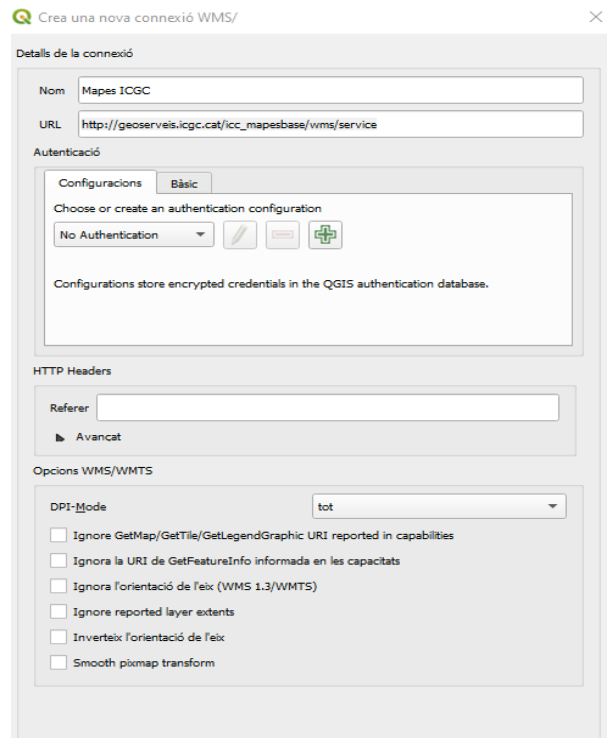 Crea una nova connexió WMS/
Detalls de la connexió
Nom Mapes ICGC
URL http://geoserveis.icgc.cat/icc_mapesbase/wms/service
Autenticació
Configuracions Bàsic
Choose or create an authentication configuration
No Authentication
Configurations store encrypted credentials in the QGIS authentication database.
HTTP Headers
Referer
Avançat
Opcions WMS/WMTS
DPI-Mode tot
Ignore GetMap/GetTile/GetLegendGraphic URI reported in capabilities
Ignora la URI de GetFeatureInfo informada en les capacitats
Ignora l'orientació de l'eix (WMS 1.3/WMTS)
Ignore reported layer extents
Inverteix l'orientació de l'eix
Smooth pixmap transform